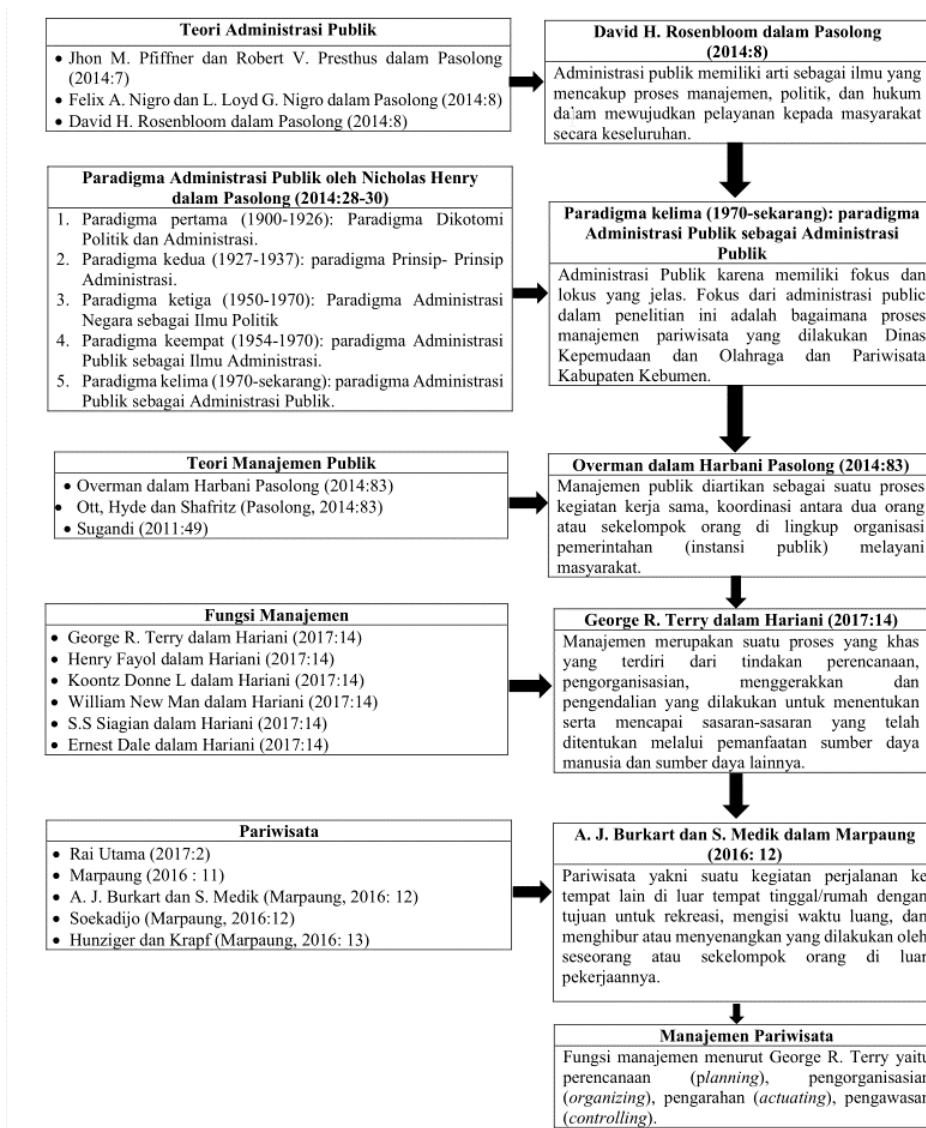 Teori Administrasi Publik
• Jhon M. Pfiffner dan Robert V. Presthus dalam Pasolong
(2014:7)
• Felix A. Nigro dan L. Loyd G. Nigro dalam Pasolong (2014:8)
• David H. Rosenbloom dalam Pasolong (2014:8)
David H. Rosenbloom dalam Pasolong
(2014:8)
Administrasi publik memiliki arti sebagai ilmu yang
mencakup proses manajemen, politik, dan hukum
dalam mewujudkan pelayanan kepada masyarakat
secara keseluruhan.
Paradigma Administrasi Publik oleh Nicholas Henry
dalam Pasolong (2014:28-30)
1. Paradigma pertama (1900-1926): Paradigma Dikotomi
Politik dan Administrasi.
2. Paradigma kedua (1927-1937): paradigma Prinsip- Prinsip
Administrasi.
3. Paradigma ketiga (1950-1970): Paradigma Administrasi
Negara sebagai Ilmu Politik
4. Paradigma keempat (1954-1970): paradigma Administrasi
Publik sebagai Ilmu Administrasi.
5. Paradigma kelima (1970-sekarang): paradigma Administrasi
Publik sebagai Administrasi Publik.
Paradigma kelima (1970-sekarang): paradigma
Administrasi Publik sebagai Administrasi
Publik
Administrasi Publik karena memiliki fokus dan
lokus yang jelas. Fokus dari administrasi public
dalam penelitian ini adalah bagaimana proses
manajemen pariwisata yang dilakukan Dinas
Kepemudaan dan Olahraga dan Pariwisata
Kabupaten Kebumen.
Teori Manajemen Publik
• Overman dalam Harbani Pasolong (2014:83)
• Ott, Hyde dan Shafritz (Pasolong, 2014:83)
• Sugandi (2011:49)
Overman dalam Harbani Pasolong (2014:83)
Manajemen publik diartikan sebagai suatu proses
kegiatan kerja sama, koordinasi antara dua orang
atau sekelompok orang di lingkup organisasi
pemerintahan (instansi publik) melayani
masyarakat.
Fungsi Manajemen
• George R. Terry dalam Hariani (2017:14)
• Henry Fayol dalam Hariani (2017:14)
• Koontz Donne L dalam Hariani (2017:14)
• William New Man dalam Hariani (2017:14)
• S.S Siagian dalam Hariani (2017:14)
• Ernest Dale dalam Hariani (2017:14)
George R. Terry dalam Hariani (2017:14)
Manajemen merupakan suatu proses yang khas
yang terdiri dari tindakan perencanaan,
pengorganisasian, menggerakkan dan
pengendalian yang dilakukan untuk menentukan
serta mencapai sasaran-sasaran yang telah
ditentukan melalui pemanfaatan sumber daya
manusia dan sumber daya lainnya.
Pariwisata
• Rai Utama (2017:2)
• Marpaung (2016 : 11)
• A. J. Burkart dan S. Medik (Marpaung, 2016: 12)
• Soekadijo (Marpaung, 2016:12)
• Hunziger dan Krapf (Marpaung, 2016: 13)
A. J. Burkart dan S. Medik dalam Marpaung
(2016: 12)
Pariwisata yakni suatu kegiatan perjalanan ke
tempat lain di luar tempat tinggal/rumah dengan
tujuan untuk rekreasi, mengisi waktu luang, dan
menghibur atau menyenangkan yang dilakukan oleh
seseorang atau sekelompok orang di luar
pekerjaannya.
Manajemen Pariwisata
Fungsi manajemen menurut George R. Terry yaitu
perencanaan (planning), pengorganisasian
(organizing), pengarahan (actuating), pengawasan
(controlling).